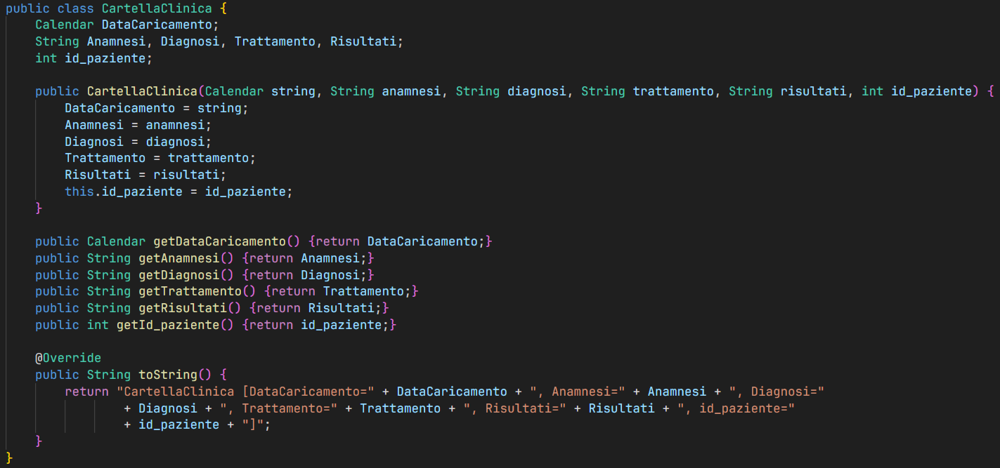 public class CartellaClinica {
    Calendar DataCaricamento;
    String Anamnesi, Diagnosi, Trattamento, Risultati;
    int id_paziente;

    public CartellaClinica(Calendar string, String anamnesi, String diagnosi, String trattamento, String risultati, int id_paziente) {
        DataCaricamento = string;
        Anamnesi = anamnesi;
        Diagnosi = diagnosi;
        Trattamento = trattamento;
        Risultati = risultati;
        this.id_paziente = id_paziente;
    }

    public Calendar getDataCaricamento() {return DataCaricamento;}
    public String getAnamnesi() {return Anamnesi;}
    public String getDiagnosi() {return Diagnosi;}
    public String getTrattamento() {return Trattamento;}
    public String getRisultati() {return Risultati;}
    public int getId_paziente() {return id_paziente;}

    @Override
    public String toString() {
        return "CartellaClinica [DataCaricamento=" + DataCaricamento + ", Anamnesi=" + Anamnesi + ", Diagnosi="
                + Diagnosi + ", Trattamento=" + Trattamento + ", Risultati=" + Risultati + ", id_paziente="
                + id_paziente + "]";
    }
}